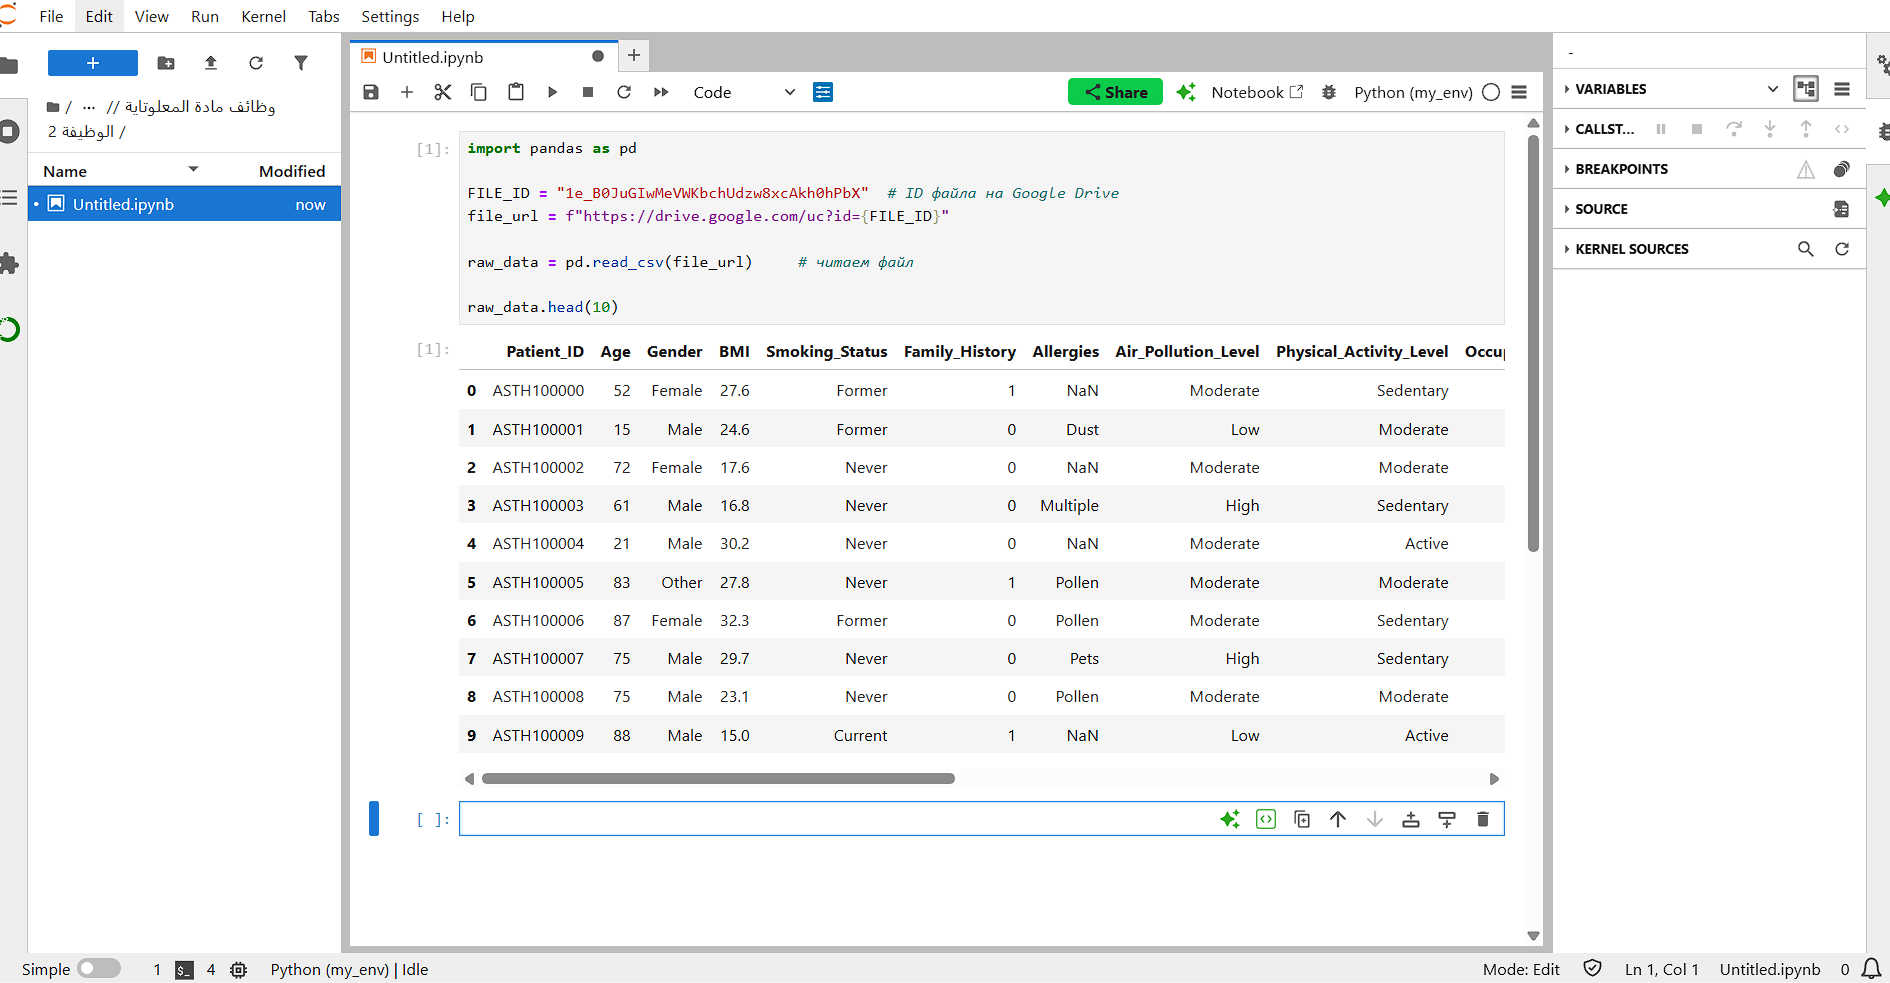 File Edit View Run Kernel Tabs Settings Help
/ ... // وظائف مادة المعلوتاية
/ الوظيفة 2
Name Modified
Untitled.ipynb now
Untitled.ipynb
Code Share Notebook Python (my_env)
[1]: import pandas as pd
FILE_ID = "1e_B0JuGIwMeVWKbchUdzw8xcAkh0hPbX" # ID файла на Google Drive
file_url = f"https://drive.google.com/uc?id={FILE_ID}"
raw_data = pd.read_csv(file_url) # читаем файл
raw_data.head(10)
[1]: Patient_ID Age Gender BMI Smoking_Status Family_History Allergies Air_Pollution_Level Physical_Activity_Level Occup
0 ASTH100000 52 Female 27.6 Former 1 NaN Moderate Sedentary
1 ASTH100001 15 Male 24.6 Former 0 Dust Low Moderate
2 ASTH100002 72 Female 17.6 Never 0 NaN Moderate Moderate
3 ASTH100003 61 Male 16.8 Never 0 Multiple High Sedentary
4 ASTH100004 21 Male 30.2 Never 0 NaN Moderate Active
5 ASTH100005 83 Other 27.8 Never 1 Pollen Moderate Moderate
6 ASTH100006 87 Female 32.3 Former 0 Pollen Moderate Sedentary
7 ASTH100007 75 Male 29.7 Never 0 Pets High Sedentary
8 ASTH100008 75 Male 23.1 Never 0 Pollen Moderate Moderate
9 ASTH100009 88 Male 15.0 Current 1 NaN Low Active
[ ]:
-
VARIABLES
CALLST...
BREAKPOINTS
SOURCE
KERNEL SOURCES
Simple 1 $_ 4 Python (my_env) | Idle Mode: Edit Ln 1, Col 1 Untitled.ipynb 0